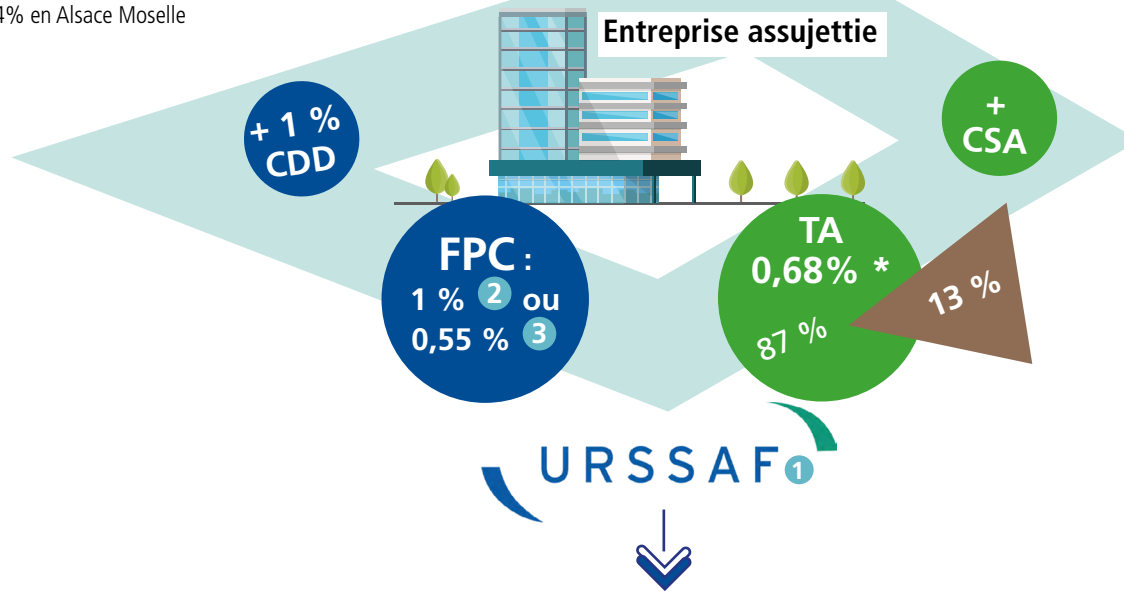 4% en Alsace Moselle
Entreprise assujettie
+ 1 %
CDD
+
CSA
FPC :
1 % 2 ou
0,55 % 3
TA
0,68% *
87 %
13 %
URSSAF 1